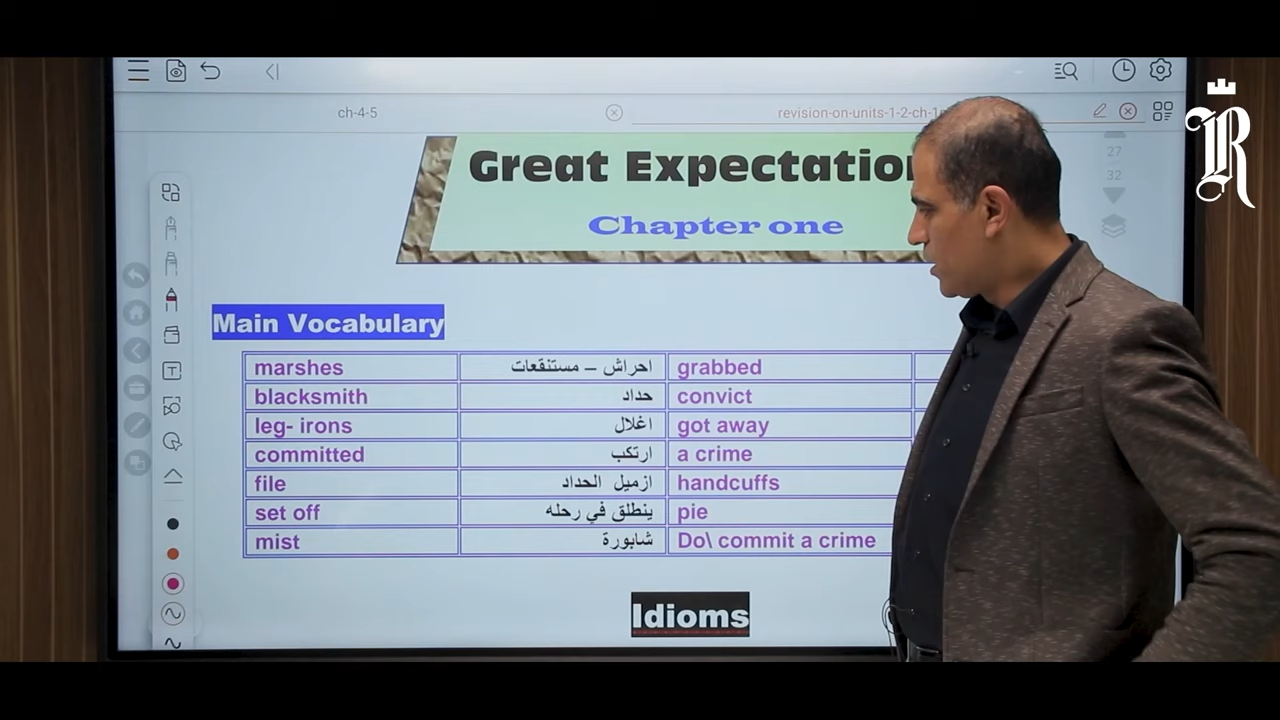 ch-4-5
revision-on-units-1-2-ch-1
27
32
Great Expectation
Chapter one
Main Vocabulary
marshes احراش – مستنقعات grabbed
blacksmith حداد convict
leg- irons اغلال got away
committed ارتكب a crime
file ازميل الحداد handcuffs
set off ينطلق في رحله pie
mist شابورة Do\ commit a crime
Idioms
R